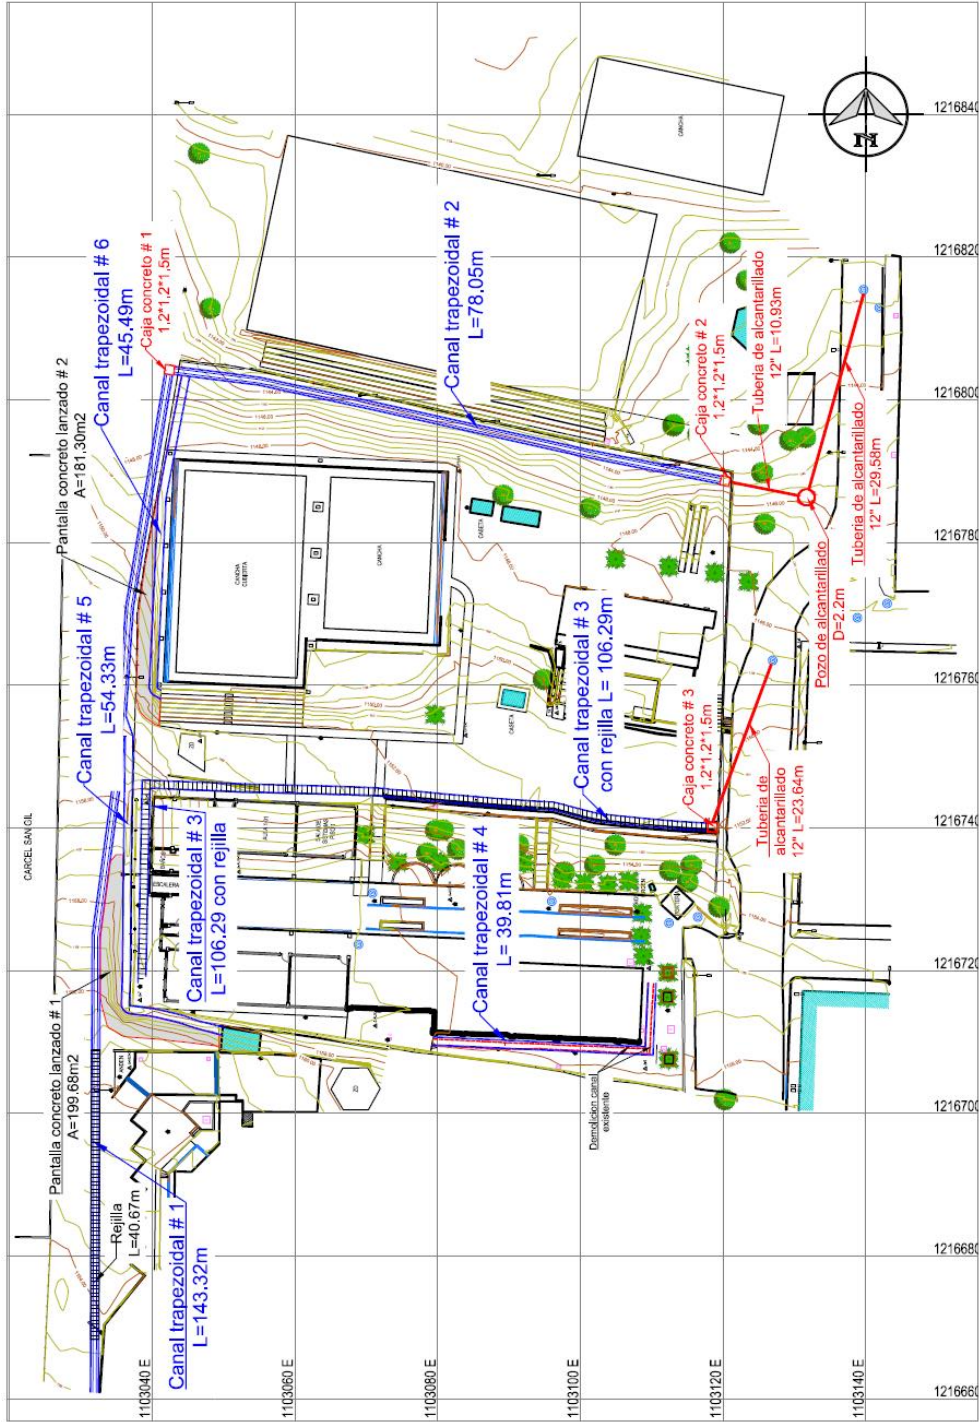 1216840
1216820
1216800
1216780
1216760
1216740
1216720
1216700
1216680
1216660
1103040 E
1103060 E
1103080 E
1103100 E
1103120 E
1103140 E
N
CANCHA
Canal trapezoidal # 6
L=45.49m
Caja concreto # 1
1,2*1,2*1,5m
Canal trapezoidal # 2
L=78.05m
Pantalla concreto lanzado # 2
A=181.30m2
Caja concreto # 2
1,2*1,2*1,5m
Tuberia de alcantarillado
12" L=10.93m
Tuberia de alcantarillado
12" L=29.58m
Pozo de alcantarillado
D=2.2m
Canal trapezoidal # 5
L=54.33m
CANCHA
CUBIERTA
CANCHA
CASETA
CASETA
Canal trapezoidal # 3
con rejilla L= 106.29m
Caja concreto # 3
1,2*1,2*1,5m
Tuberia de
alcantarillado
12" L=23,64m
CARCEL SAN GIL
ZD
ESCALERA
Canal trapezoidal # 3
L=106.29 con rejilla
Canal trapezoidal # 4
L= 39.81m
Pantalla concreto lanzado # 1
A=199.68m2
ANDEN
ZD
Demolicion canal
existente
Rejilla
L=40.67m
Canal trapezoidal # 1
L=143.32m